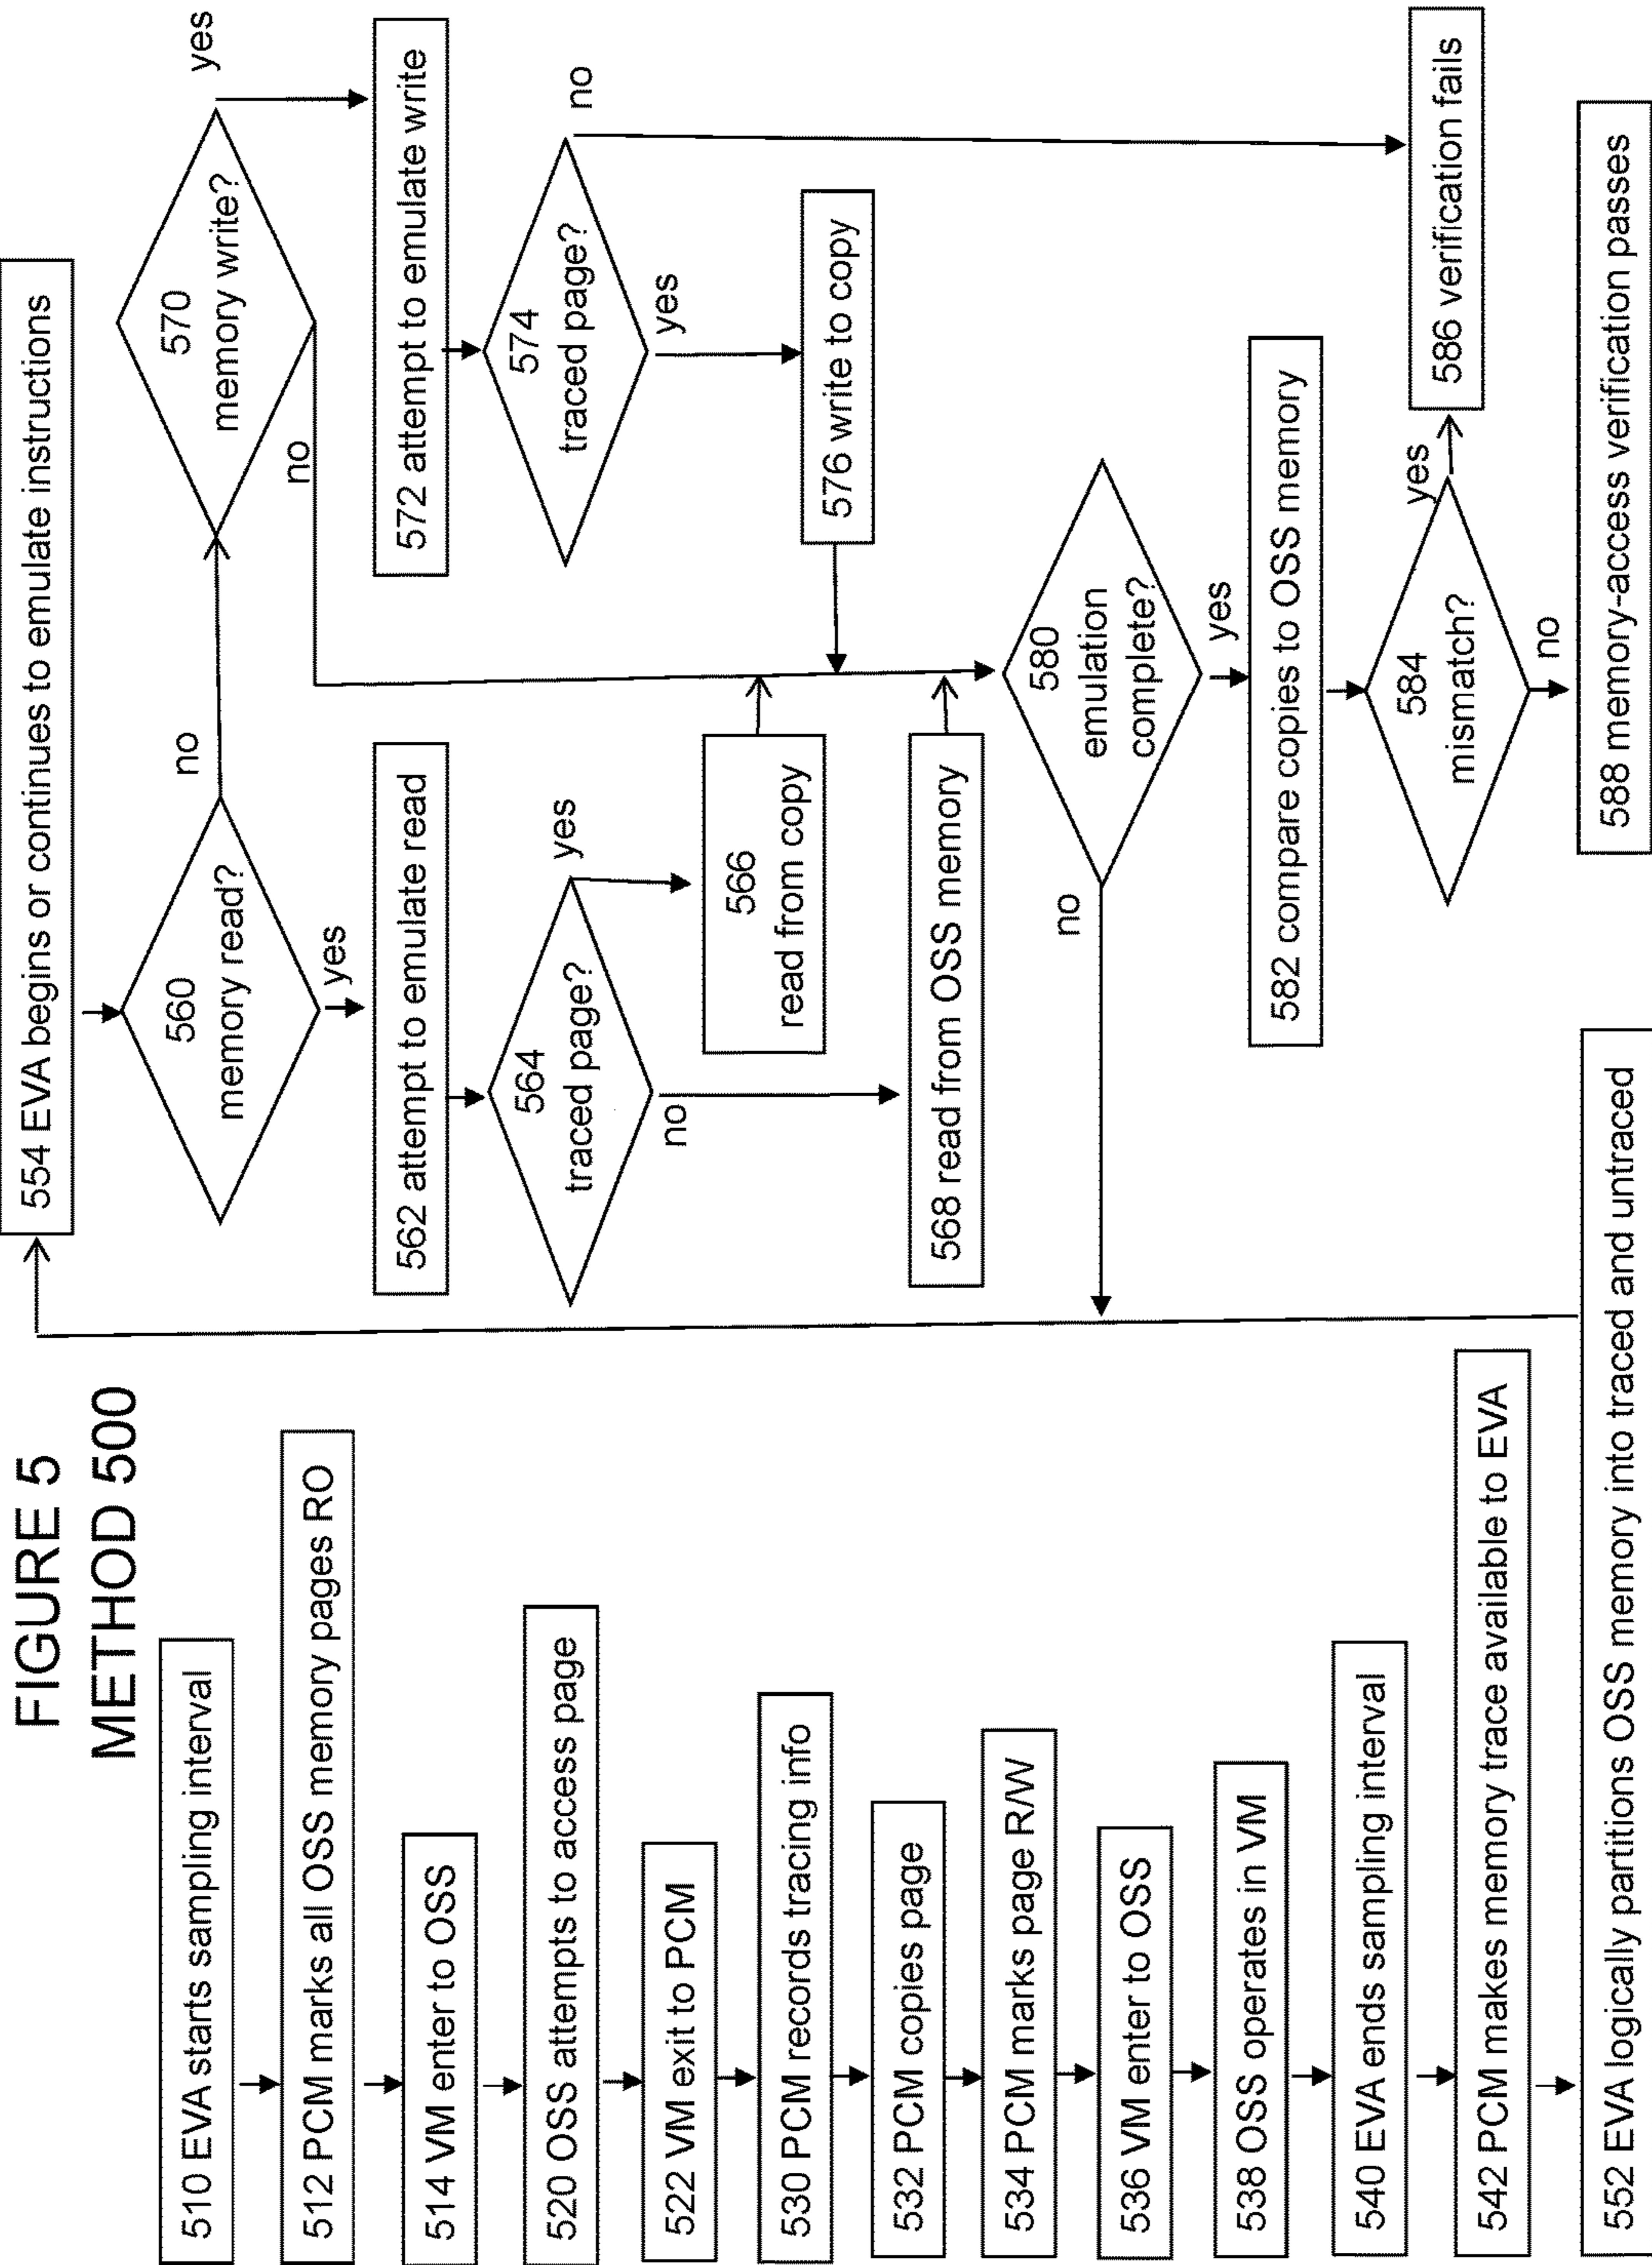 FIGURE 5
METHOD 500
510 EVA starts sampling interval
512 PCM marks all OSS memory pages RO
514 VM enter to OSS
520 OSS attempts to access page
522 VM exit to PCM
530 PCM records tracing info
532 PCM copies page
534 PCM marks page R/W
536 VM enter to OSS
538 OSS operates in VM
540 EVA ends sampling interval
542 PCM makes memory trace available to EVA
552 EVA logically partitions OSS memory into traced and untraced
554 EVA begins or continues to emulate instructions
560
memory read?
no
yes
570
memory write?
yes
no
562 attempt to emulate read
572 attempt to emulate write
564
traced page?
yes
no
574
traced page?
no
yes
566
read from copy
576 write to copy
568 read from OSS memory
580
emulation
complete?
no
yes
582 compare copies to OSS memory
584
mismatch?
yes
no
586 verification fails
588 memory-access verification passes